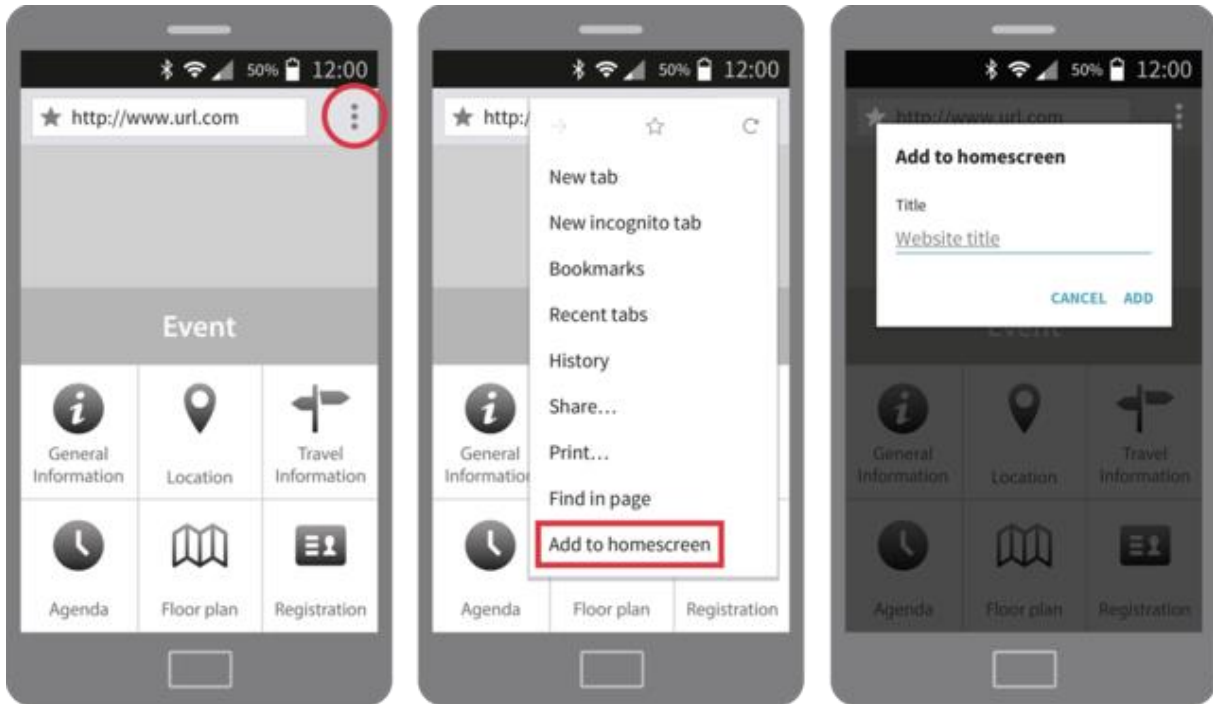 50% 12:00
http://www.url.com
Event
General
Information
Location
Travel
Information
Agenda
Floor plan
Registration
50% 12:00
http:/
New tab
New incognito tab
Bookmarks
Recent tabs
History
Share...
Print...
Find in page
Add to homescreen
General
Information
Agenda
Floor plan
Registration
50% 12:00
http://www.url.com
Add to homescreen
Title
Website title
CANCEL ADD
Event
General
Information
Location
Travel
Information
Agenda
Floor plan
Registration